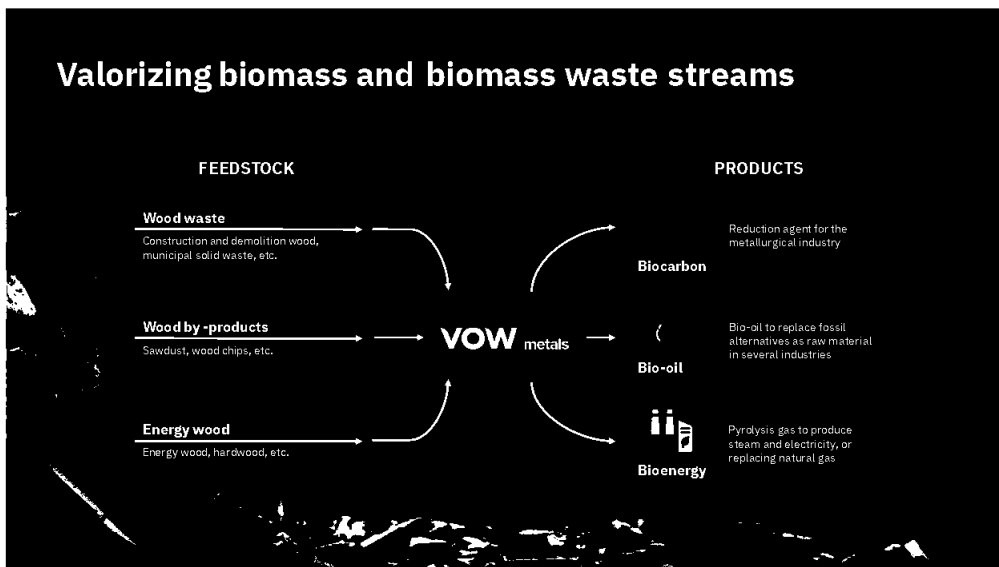 Valorizing biomass and biomass waste streams
FEEDSTOCK
PRODUCTS
Wood waste
Construction and demolition wood,
municipal solid waste, etc.
Wood by -products
Sawdust, wood chips, etc.
Energy wood
Energy wood, hardwood, etc.
VOW metals
Biocarbon
Reduction agent for the
metallurgical industry
Bio-oil
Bio-oil to replace fossil
alternatives as raw material
in several industries
Bioenergy
Pyrolysis gas to produce
steam and electricity, or
replacing natural gas